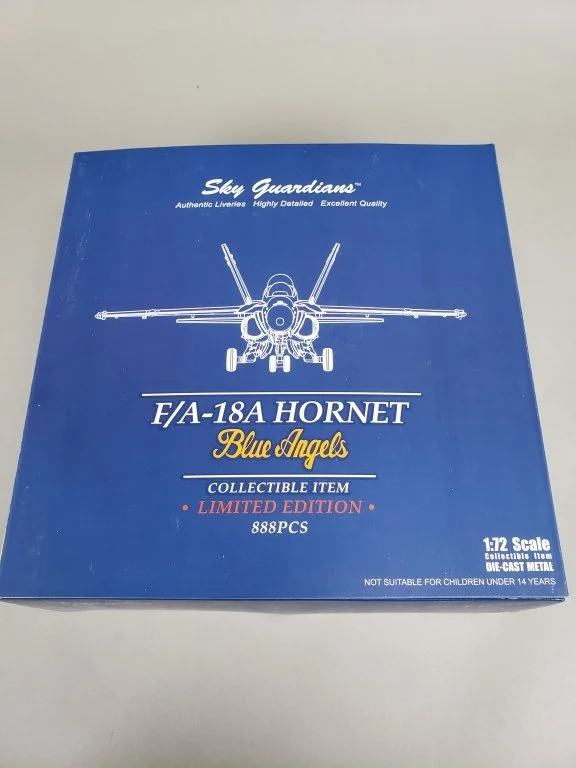 Sky Guardians™
Authentic Liveries Highly Detailed Excellent Quality
F/A-18A HORNET
Blue Angels
COLLECTIBLE ITEM
• LIMITED EDITION •
888PCS
1:72 Scale
Collectible Item
DIE-CAST METAL
NOT SUITABLE FOR CHILDREN UNDER 14 YEARS